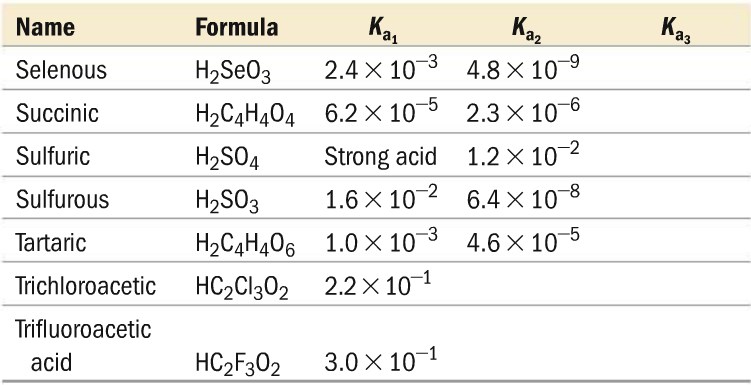 Name Formula Ka₁ Ka₂ Ka₃
Selenous H₂SeO₃ 2.4 × 10⁻³ 4.8 × 10⁻⁹
Succinic H₂C₄H₄O₄ 6.2 × 10⁻⁵ 2.3 × 10⁻⁶
Sulfuric H₂SO₄ Strong acid 1.2 × 10⁻²
Sulfurous H₂SO₃ 1.6 × 10⁻² 6.4 × 10⁻⁸
Tartaric H₂C₄H₄O₆ 1.0 × 10⁻³ 4.6 × 10⁻⁵
Trichloroacetic HC₂Cl₃O₂ 2.2 × 10⁻¹
Trifluoroacetic
acid HC₂F₃O₂ 3.0 × 10⁻¹